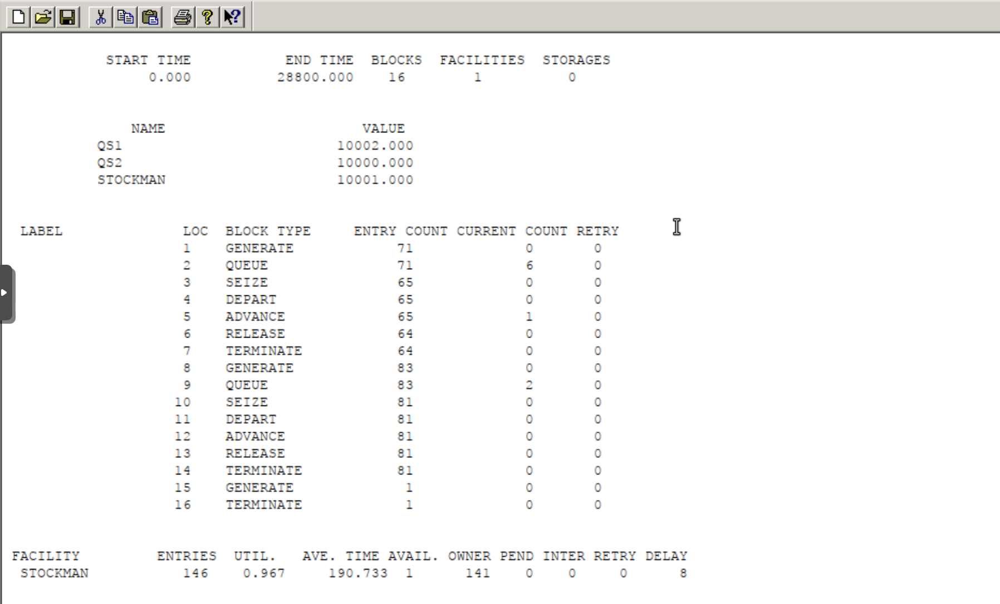 START TIME END TIME BLOCKS FACILITIES STORAGES
0.000 28800.000 16 1 0
NAME VALUE
QS1 10002.000
QS2 10000.000
STOCKMAN 10001.000
LABEL LOC BLOCK TYPE ENTRY COUNT CURRENT COUNT RETRY
1 GENERATE 71 0 0
2 QUEUE 71 6 0
3 SEIZE 65 0 0
4 DEPART 65 0 0
5 ADVANCE 65 1 0
6 RELEASE 64 0 0
7 TERMINATE 64 0 0
8 GENERATE 83 0 0
9 QUEUE 83 2 0
10 SEIZE 81 0 0
11 DEPART 81 0 0
12 ADVANCE 81 0 0
13 RELEASE 81 0 0
14 TERMINATE 81 0 0
15 GENERATE 1 0 0
16 TERMINATE 1 0 0
FACILITY ENTRIES UTIL. AVE. TIME AVAIL. OWNER PEND INTER RETRY DELAY
STOCKMAN 146 0.967 190.733 1 141 0 0 0 8